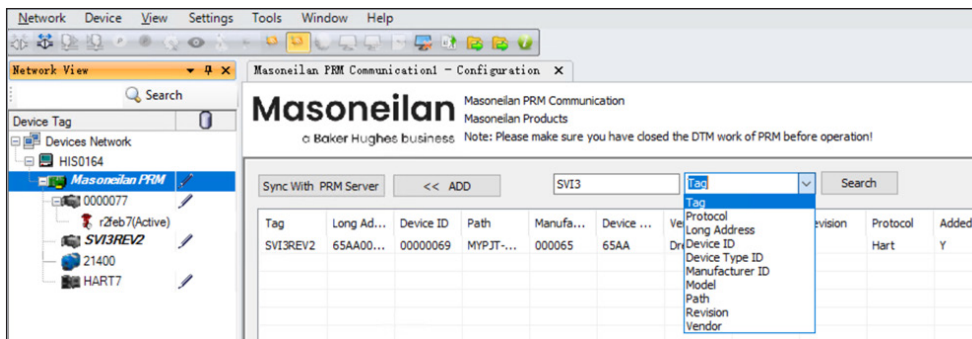 Network Device View Settings Tools Window Help
Network View
Masoneilan PRM Communication1 - Configuration X
Search
Device Tag
Devices Network
HIS0164
Masoneilan PRM
0000077
r2feb7(Active)
SVI3REV2
21400
HART7
Masoneilan
a Baker Hughes business
Masoneilan PRM Communication
Masoneilan Products
Note: Please make sure you have closed the DTM work of PRM before operation!
Sync With PRM Server << ADD SVI3 Tag Search
Tag Long Ad... Device ID Path Manufa... Device ... Ve evision Protocol Added
SVI3REV2 65AA00... 00000069 MYPJT-... 000065 65AA Dre Hart Y
Tag
Protocol
Long Address
Device ID
Device Type ID
Manufacturer ID
Model
Path
Revision
Vendor